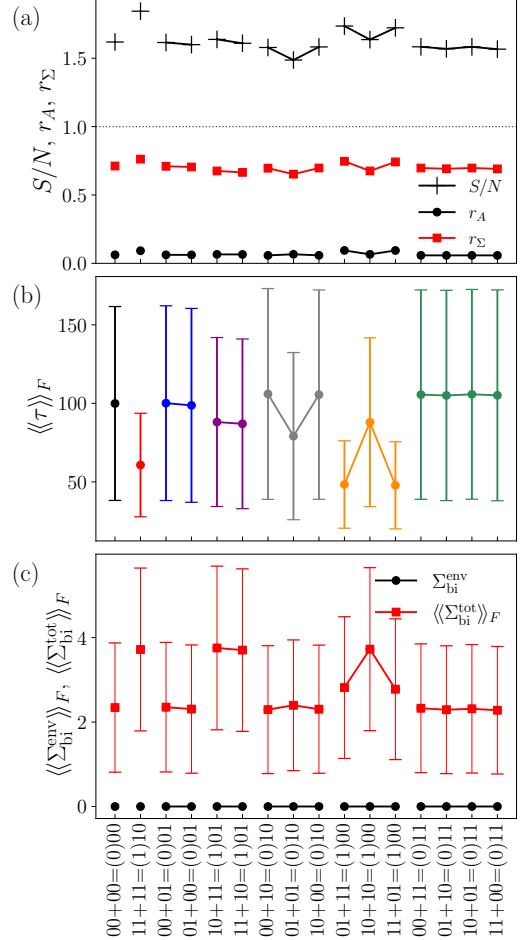 (a)
S/N, r_A, r_Σ
1.5
1.0
0.5
0.0
S/N
r_A
r_Σ
(b)
⟨⟨τ⟩⟩_F
150
100
50
(c)
⟨⟨Σ_bi^env⟩⟩_F, ⟨⟨Σ_bi^tot⟩⟩_F
4
2
0
Σ_bi^env
⟨⟨Σ_bi^tot⟩⟩_F
00+00=(0)00
11+11=(1)10
00+01=(0)01
01+00=(0)01
10+11=(1)01
11+10=(1)01
00+10=(0)10
01+01=(0)10
10+00=(0)10
01+11=(1)00
10+10=(1)00
11+01=(1)00
00+11=(0)11
01+10=(0)11
10+01=(0)11
11+00=(0)11